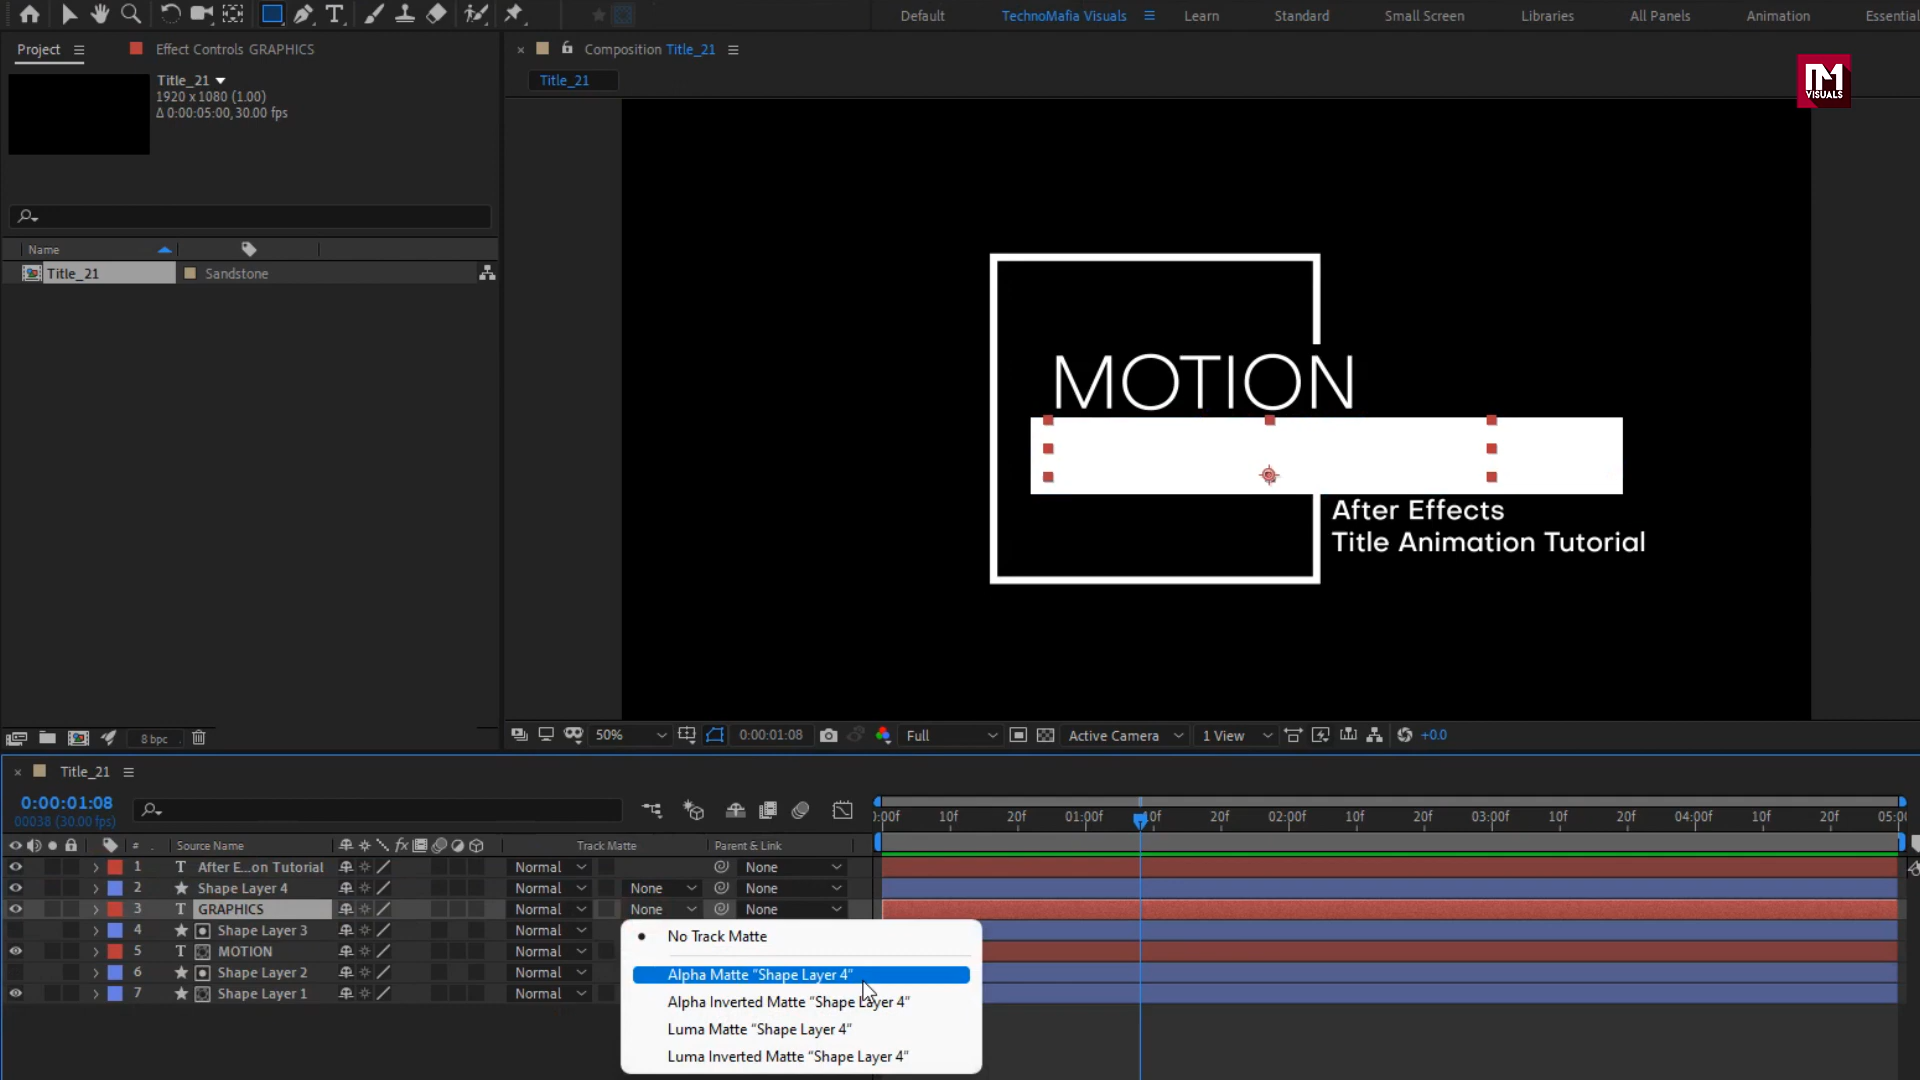 Default
TechnoMafia Visuals
Learn
Standard
Small Screen
Libraries
All Panels
Animation
Essential
Project
Effect Controls GRAPHICS
Composition Title_21
Title_21
VISUALS
Title_21
1920 x 1080 (1.00)
Δ 0:00:05:00, 30.00 fps
Name
Title_21
Sandstone
MOTION
After Effects
Title Animation Tutorial
8 bpc
50%
0:00:01:08
Full
Active Camera
1 View
+0.0
Title_21
0:00:01:08
00038 (30.00 fps)
:00f 10f 20f 01:00f 10f 20f 02:00f 10f 20f 03:00f 10f 20f 04:00f 10f 20f 05:00
# Source Name fx Track Matte Parent & Link
1 T After E...on Tutorial Normal None
2 Shape Layer 4 Normal None None
3 T GRAPHICS Normal None None
4 Shape Layer 3 Normal
5 T MOTION Normal
6 Shape Layer 2 Normal
7 Shape Layer 1 Normal
No Track Matte
Alpha Matte "Shape Layer 4"
Alpha Inverted Matte "Shape Layer 4"
Luma Matte "Shape Layer 4"
Luma Inverted Matte "Shape Layer 4"